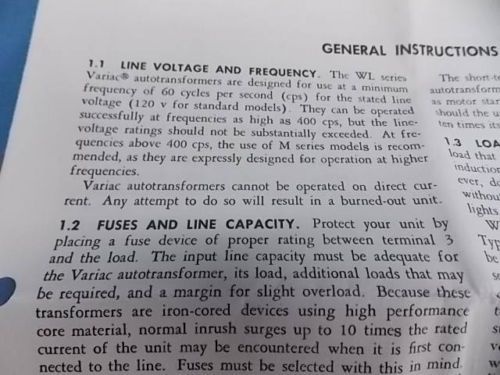 GENERAL INSTRUCTIONS
1.1 LINE VOLTAGE AND FREQUENCY. The WL series
Variac® autotransformers are designed for use at a minimum
frequency of 60 cycles per second (cps) for the stated line
voltage (120 v for standard models). They can be operated
successfully at frequencies as high as 400 cps, but the line-
voltage ratings should not be substantially exceeded. At fre-
quencies above 400 cps, the use of M series models is recom-
mended, as they are expressly designed for operation at higher
frequencies.
Variac autotransformers cannot be operated on direct cur-
rent. Any attempt to do so will result in a burned-out unit.
1.2 FUSES AND LINE CAPACITY. Protect your unit by
placing a fuse device of proper rating between terminal 3
and the load. The input line capacity must be adequate for
the Variac autotransformer, its load, additional loads that may
be required, and a margin for slight overload. Because these
transformers are iron-cored devices using high performance
core material, normal inrush surges up to 10 times the rated
current of the unit may be encountered when it is first con-
nected to the line. Fuses must be selected with this in mind.
The short-
autotransform
as motor star
should the u
ten times
1.3 LOA
load that
induction
ever,
withou
lights
W
Typ
be